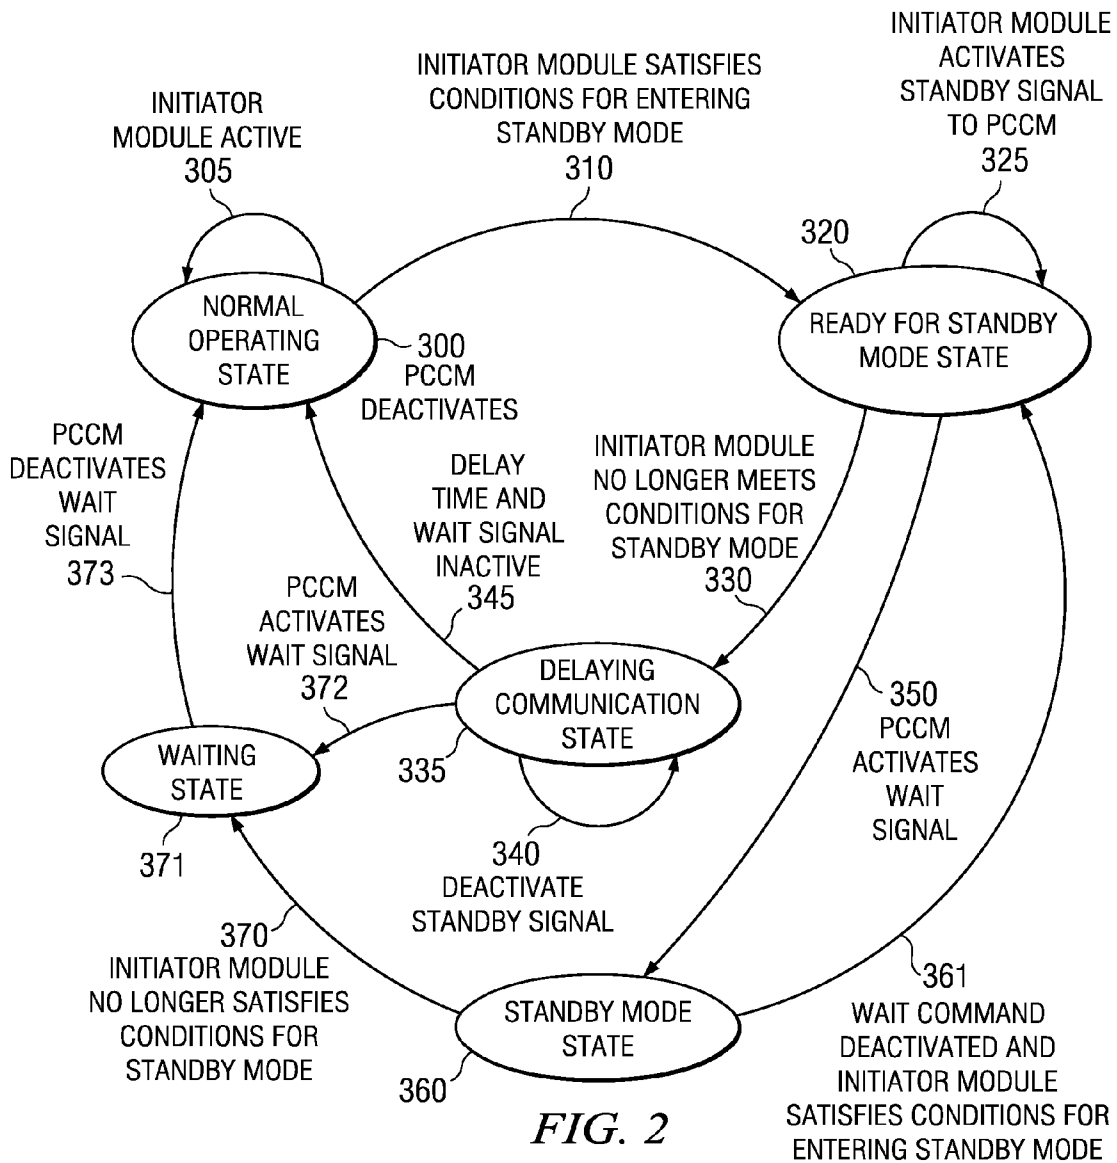 INITIATOR MODULE
ACTIVATES
STANDBY SIGNAL
TO PCCM
325
INITIATOR MODULE SATISFIES
CONDITIONS FOR ENTERING
STANDBY MODE
310
INITIATOR
MODULE ACTIVE
305
320
NORMAL
OPERATING
STATE
300
READY FOR STANDBY
MODE STATE
PCCM
DEACTIVATES
DELAY
TIME AND
WAIT SIGNAL
INACTIVE
345
PCCM
DEACTIVATES
WAIT
SIGNAL
373
INITIATOR MODULE
NO LONGER MEETS
CONDITIONS FOR
STANDBY MODE
330
PCCM
ACTIVATES
WAIT SIGNAL
372
DELAYING
COMMUNICATION
STATE
335
350
PCCM
ACTIVATES
WAIT
SIGNAL
WAITING
STATE
371
340
DEACTIVATE
STANDBY SIGNAL
370
INITIATOR MODULE
NO LONGER SATISFIES
CONDITIONS FOR
STANDBY MODE
STANDBY MODE
STATE
360
361
WAIT COMMAND
DEACTIVATED AND
INITIATOR MODULE
SATISFIES CONDITIONS FOR
ENTERING STANDBY MODE
FIG. 2